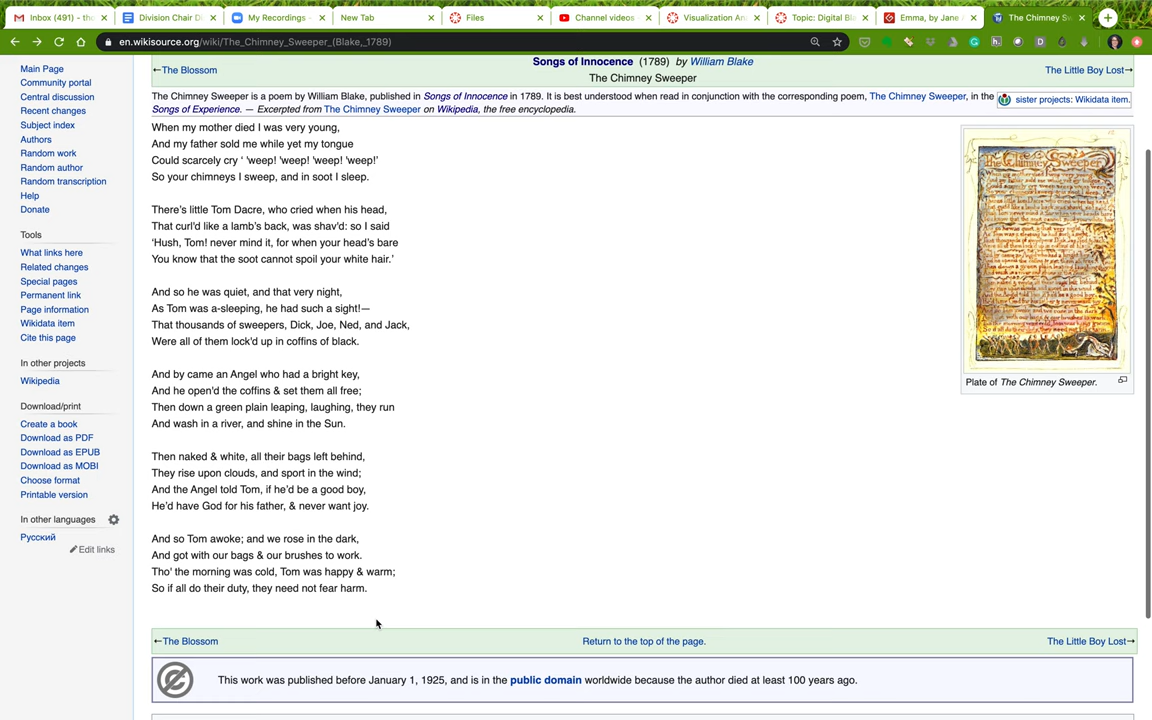 Inbox (491) - tho
Division Chair Di
My Recordings -
New Tab
Files
Channel videos -
Visualization An
Topic: Digital Bla
Emma, by Jane A
The Chimney Sw
en.wikisource.org/wiki/The_Chimney_Sweeper_(Blake,_1789)
Main Page
Community portal
Central discussion
Recent changes
Subject index
Authors
Random work
Random author
Random transcription
Help
Donate
Tools
What links here
Related changes
Special pages
Permanent link
Page information
Wikidata item
Cite this page
In other projects
Wikipedia
Download/print
Create a book
Download as PDF
Download as EPUB
Download as MOBI
Choose format
Printable version
In other languages
Русский
Edit links
←The Blossom
Songs of Innocence (1789) by William Blake
The Chimney Sweeper
The Little Boy Lost→
The Chimney Sweeper is a poem by William Blake, published in Songs of Innocence in 1789. It is best understood when read in conjunction with the corresponding poem, The Chimney Sweeper, in the
Songs of Experience. — Excerpted from The Chimney Sweeper on Wikipedia, the free encyclopedia.
sister projects: Wikidata item.
When my mother died I was very young,
And my father sold me while yet my tongue
Could scarcely cry ‘ 'weep! 'weep! 'weep! 'weep!’
So your chimneys I sweep, and in soot I sleep.
There’s little Tom Dacre, who cried when his head,
That curl'd like a lamb’s back, was shav'd: so I said
‘Hush, Tom! never mind it, for when your head’s bare
You know that the soot cannot spoil your white hair.’
And so he was quiet, and that very night,
As Tom was a-sleeping, he had such a sight!—
That thousands of sweepers, Dick, Joe, Ned, and Jack,
Were all of them lock'd up in coffins of black.
And by came an Angel who had a bright key,
And he open'd the coffins & set them all free;
Then down a green plain leaping, laughing, they run
And wash in a river, and shine in the Sun.
Then naked & white, all their bags left behind,
They rise upon clouds, and sport in the wind;
And the Angel told Tom, if he’d be a good boy,
He’d have God for his father, & never want joy.
And so Tom awoke; and we rose in the dark,
And got with our bags & our brushes to work.
Tho’ the morning was cold, Tom was happy & warm;
So if all do their duty, they need not fear harm.
The Chimney Sweeper
Plate of The Chimney Sweeper.
←The Blossom
Return to the top of the page.
The Little Boy Lost→
This work was published before January 1, 1925, and is in the public domain worldwide because the author died at least 100 years ago.